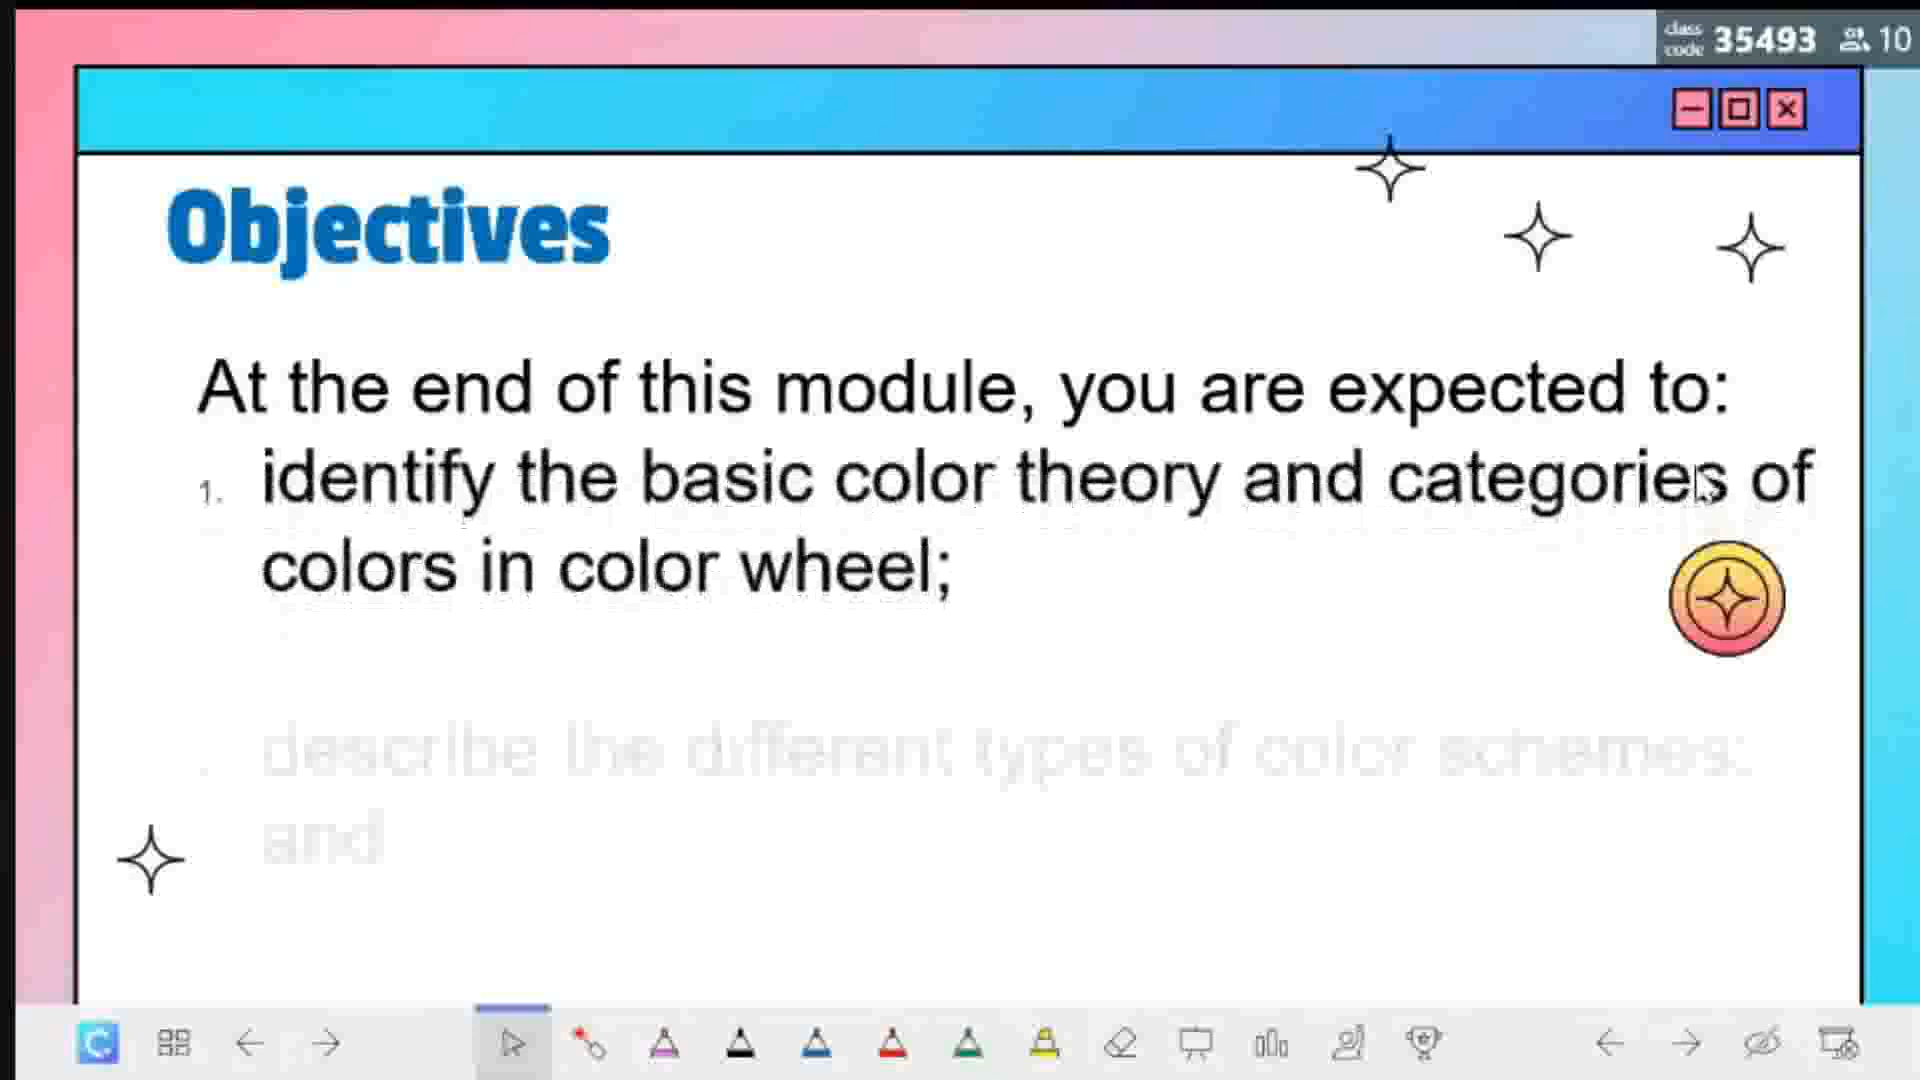 class code 35493 10
Objectives
At the end of this module, you are expected to:
1. identify the basic color theory and categories of
colors in color wheel;
describe the different types of color schemes;
and